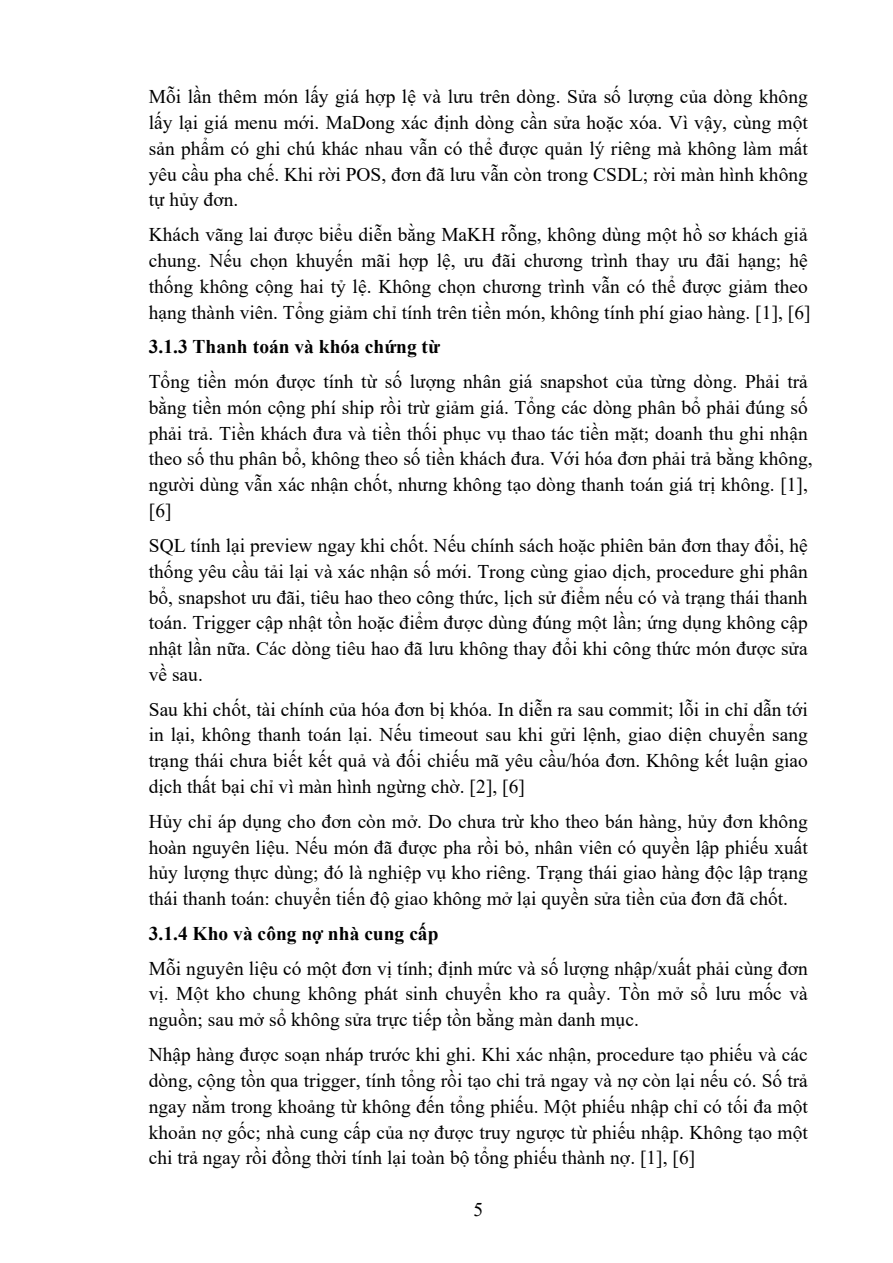 Mỗi lần thêm món lấy giá hợp lệ và lưu trên dòng. Sửa số lượng của dòng không
lấy lại giá menu mới. MaDong xác định dòng cần sửa hoặc xóa. Vì vậy, cùng một
sản phẩm có ghi chú khác nhau vẫn có thể được quản lý riêng mà không làm mất
yêu cầu pha chế. Khi rời POS, đơn đã lưu vẫn còn trong CSDL; rời màn hình không
tự hủy đơn.
Khách vãng lai được biểu diễn bằng MaKH rỗng, không dùng một hồ sơ khách giả
chung. Nếu chọn khuyến mãi hợp lệ, ưu đãi chương trình thay ưu đãi hạng; hệ
thống không cộng hai tỷ lệ. Không chọn chương trình vẫn có thể được giảm theo
hạng thành viên. Tổng giảm chỉ tính trên tiền món, không tính phí giao hàng. [1], [6]
3.1.3 Thanh toán và khóa chứng từ
Tổng tiền món được tính từ số lượng nhân giá snapshot của từng dòng. Phải trả
bằng tiền món cộng phí ship rồi trừ giảm giá. Tổng các dòng phân bổ phải đúng số
phải trả. Tiền khách đưa và tiền thối phục vụ thao tác tiền mặt; doanh thu ghi nhận
theo số thu phân bổ, không theo số tiền khách đưa. Với hóa đơn phải trả bằng không,
người dùng vẫn xác nhận chốt, nhưng không tạo dòng thanh toán giá trị không. [1],
[6]
SQL tính lại preview ngay khi chốt. Nếu chính sách hoặc phiên bản đơn thay đổi, hệ
thống yêu cầu tải lại và xác nhận số mới. Trong cùng giao dịch, procedure ghi phân
bổ, snapshot ưu đãi, tiêu hao theo công thức, lịch sử điểm nếu có và trạng thái thanh
toán. Trigger cập nhật tồn hoặc điểm được dùng đúng một lần; ứng dụng không cập
nhật lần nữa. Các dòng tiêu hao đã lưu không thay đổi khi công thức món được sửa
về sau.
Sau khi chốt, tài chính của hóa đơn bị khóa. In diễn ra sau commit; lỗi in chỉ dẫn tới
in lại, không thanh toán lại. Nếu timeout sau khi gửi lệnh, giao diện chuyển sang
trạng thái chưa biết kết quả và đối chiếu mã yêu cầu/hóa đơn. Không kết luận giao
dịch thất bại chỉ vì màn hình ngừng chờ. [2], [6]
Hủy chỉ áp dụng cho đơn còn mở. Do chưa trừ kho theo bán hàng, hủy đơn không
hoàn nguyên liệu. Nếu món đã được pha rồi bỏ, nhân viên có quyền lập phiếu xuất
hủy lượng thực dùng; đó là nghiệp vụ kho riêng. Trạng thái giao hàng độc lập trạng
thái thanh toán: chuyển tiến độ giao không mở lại quyền sửa tiền của đơn đã chốt.
3.1.4 Kho và công nợ nhà cung cấp
Mỗi nguyên liệu có một đơn vị tính; định mức và số lượng nhập/xuất phải cùng đơn
vị. Một kho chung không phát sinh chuyển kho ra quầy. Tồn mở sổ lưu mốc và
nguồn; sau mở sổ không sửa trực tiếp tồn bằng màn danh mục.
Nhập hàng được soạn nháp trước khi ghi. Khi xác nhận, procedure tạo phiếu và các
dòng, cộng tồn qua trigger, tính tổng rồi tạo chi trả ngay và nợ còn lại nếu có. Số trả
ngay nằm trong khoảng từ không đến tổng phiếu. Một phiếu nhập chỉ có tối đa một
khoản nợ gốc; nhà cung cấp của nợ được truy ngược từ phiếu nhập. Không tạo một
chi trả ngay rồi đồng thời tính lại toàn bộ tổng phiếu thành nợ. [1], [6]
5